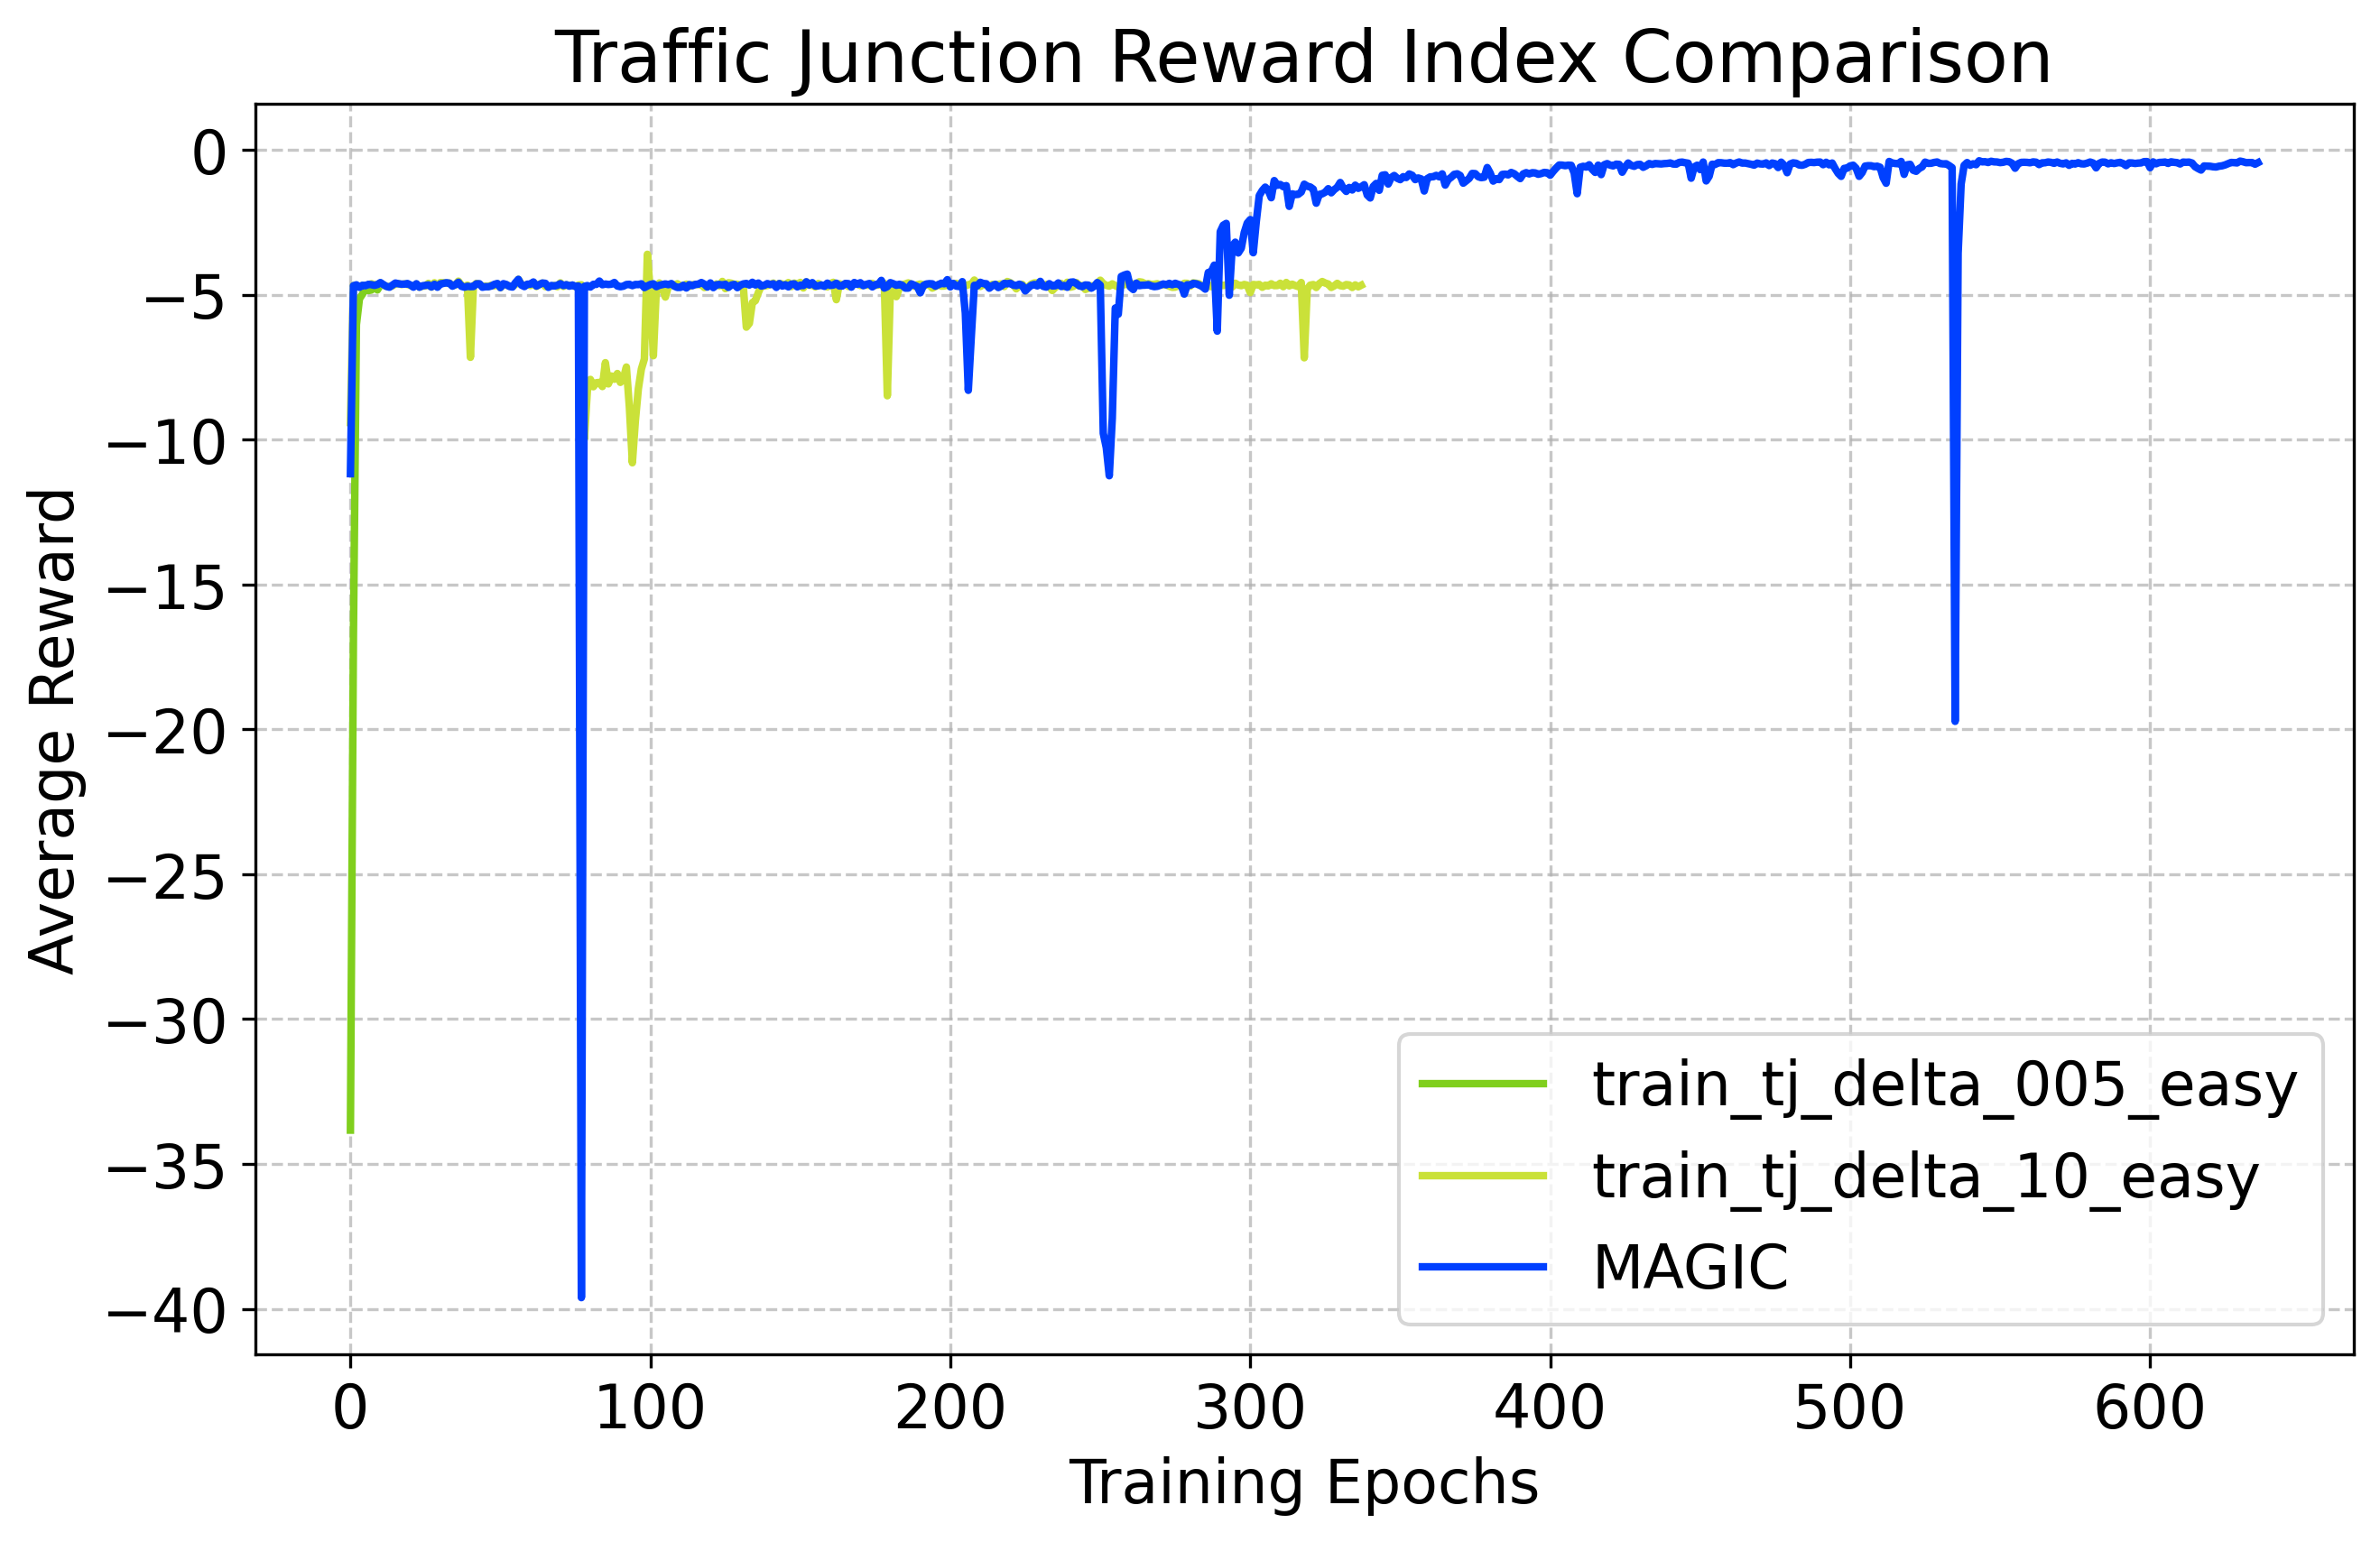 Traffic Junction Reward Index Comparison
Average Reward
0
−5
−10
−15
−20
−25
−30
−35
−40
train_tj_delta_005_easy
train_tj_delta_10_easy
MAGIC
0 100 200 300 400 500 600
Training Epochs